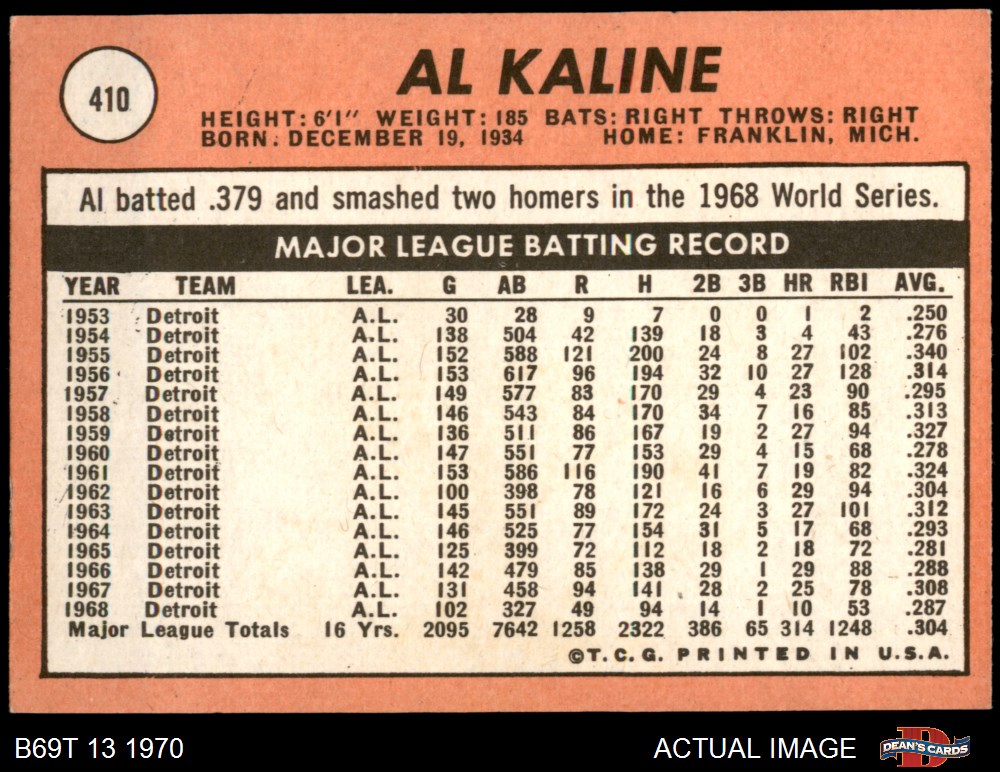 410
AL KALINE
HEIGHT: 6'1" WEIGHT: 185 BATS: RIGHT THROWS: RIGHT
BORN: DECEMBER 19, 1934 HOME: FRANKLIN, MICH.
Al batted .379 and smashed two homers in the 1968 World Series.
MAJOR LEAGUE BATTING RECORD
YEAR TEAM LEA. G AB R H 2B 3B HR RBI AVG.
1953 Detroit A.L. 30 28 9 7 0 0 1 2 .250
1954 Detroit A.L. 138 504 42 139 18 3 4 43 .276
1955 Detroit A.L. 152 588 121 200 24 8 27 102 .340
1956 Detroit A.L. 153 617 96 194 32 10 27 128 .314
1957 Detroit A.L. 149 577 83 170 29 4 23 90 .295
1958 Detroit A.L. 146 543 84 170 34 7 16 85 .313
1959 Detroit A.L. 136 511 86 167 19 2 27 94 .327
1960 Detroit A.L. 147 551 77 153 29 4 15 68 .278
1961 Detroit A.L. 153 586 116 190 41 7 19 82 .324
1962 Detroit A.L. 100 398 78 121 16 6 29 94 .304
1963 Detroit A.L. 145 551 89 172 24 3 27 101 .312
1964 Detroit A.L. 146 525 77 154 31 5 17 68 .293
1965 Detroit A.L. 125 399 72 112 18 2 18 72 .281
1966 Detroit A.L. 142 479 85 138 29 1 29 88 .288
1967 Detroit A.L. 131 458 94 141 28 2 25 78 .308
1968 Detroit A.L. 102 327 49 94 14 1 10 53 .287
Major League Totals 16 Yrs. 2095 7642 1258 2322 386 65 314 1248 .304
©T.C.G. PRINTED IN U.S.A.
B69T 13 1970 ACTUAL IMAGE DEAN'S CARDS